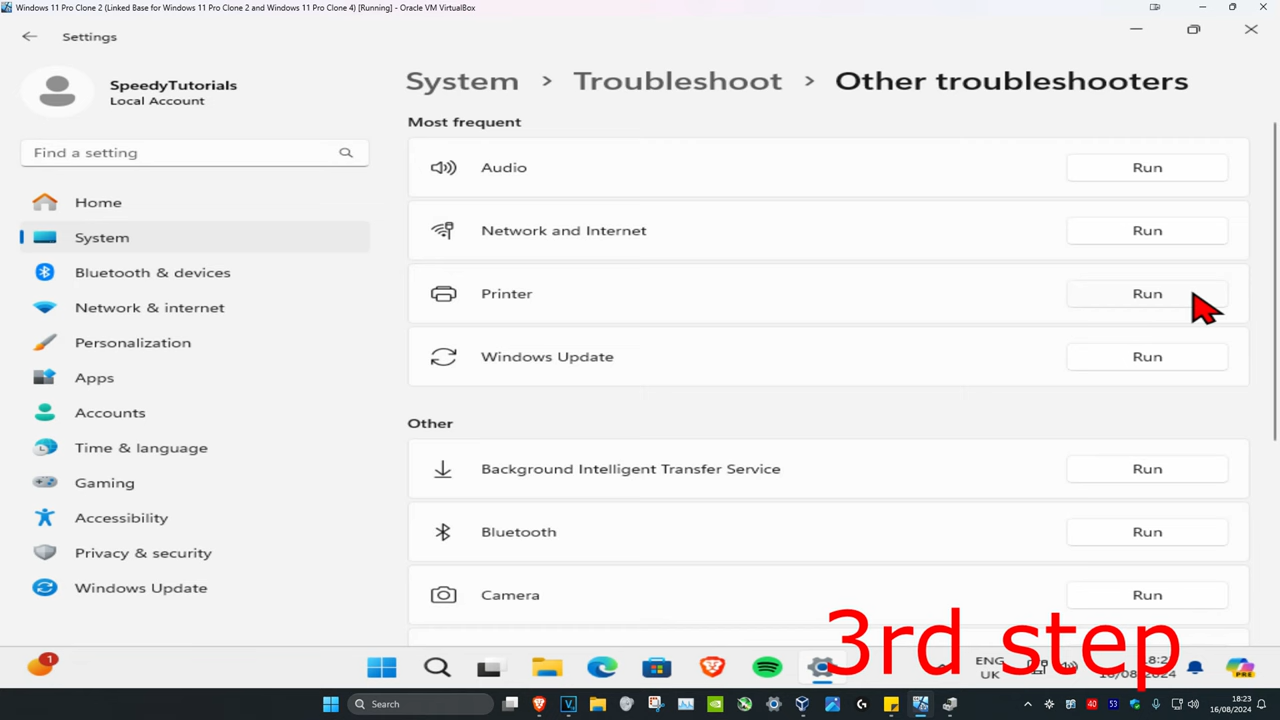 Windows 11 Pro Clone 2 (Linked Base for Windows 11 Pro Clone 2 and Windows 11 Pro Clone 4) [Running] - Oracle VM VirtualBox
Settings
SpeedyTutorials
Local Account
Find a setting
Home
System
Bluetooth & devices
Network & internet
Personalization
Apps
Accounts
Time & language
Gaming
Accessibility
Privacy & security
Windows Update
System > Troubleshoot > Other troubleshooters
Most frequent
Audio Run
Network and Internet Run
Printer Run
Windows Update Run
Other
Background Intelligent Transfer Service Run
Bluetooth Run
Camera Run
3rd step
1
ENG
UK
PRE
Search
40
53
18:23
16/08/2024